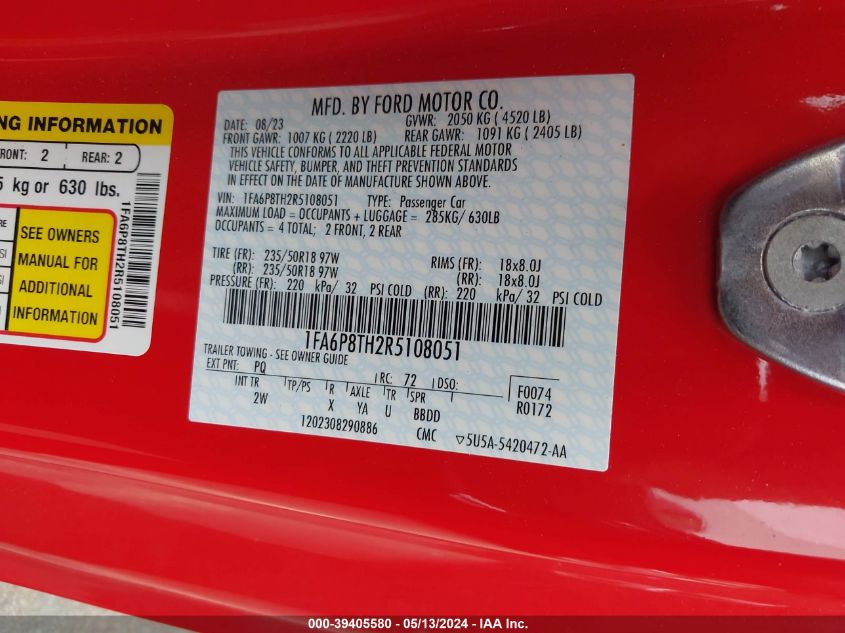 NG INFORMATION
FRONT: 2 REAR: 2
5 kg or 630 lbs.
SEE OWNERS
MANUAL FOR
ADDITIONAL
INFORMATION
1FA6P8TH2R5108051
MFD. BY FORD MOTOR CO.
DATE: 08/23 GVWR: 2050 KG ( 4520 LB)
FRONT GAWR: 1007 KG ( 2220 LB) REAR GAWR: 1091 KG ( 2405 LB)
THIS VEHICLE CONFORMS TO ALL APPLICABLE FEDERAL MOTOR
VEHICLE SAFETY, BUMPER, AND THEFT PREVENTION STANDARDS
IN EFFECT ON THE DATE OF MANUFACTURE SHOWN ABOVE.
VIN: 1FA6P8TH2R5108051 TYPE: Passenger Car
MAXIMUM LOAD = OCCUPANTS + LUGGAGE = 285KG/ 630LB
OCCUPANTS = 4 TOTAL; 2 FRONT, 2 REAR
TIRE (FR): 235/50R18 97W RIMS (FR): 18x8.0J
(RR): 235/50R18 97W (RR): 18x8.0J
PRESSURE (FR): 220 kPa/ 32 PSI COLD (RR): 220 kPa/ 32 PSI COLD
1FA6P8TH2R5108051
TRAILER TOWING - SEE OWNER GUIDE
EXT PNT: PQ RC: 72 DSO: F0074
INT TR TP/PS R AXLE TR SPR R0172
2W X YA U BBDD
1202308290886 CMC ▽5U5A-5420472-AA
000-39405580 - 05/13/2024 - IAA Inc.